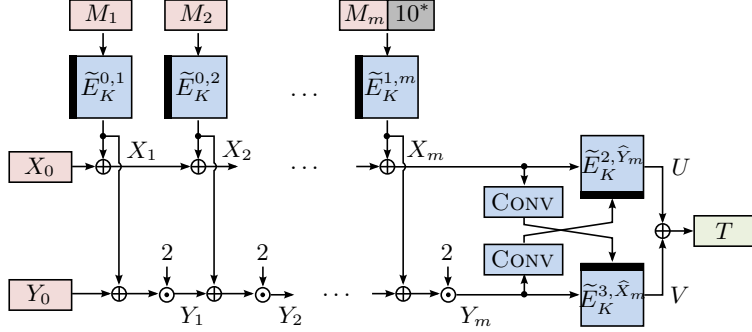 M₁ M₂ Mₘ 10*
Ẽ_K^{0,1} Ẽ_K^{0,2} ... Ẽ_K^{1,m}
X₀ X₁ X₂ ... Xₘ Ẽ_K^{2,Ŷₘ} U
CONV
T
2 2 2 CONV
Y₀ Y₁ Y₂ ... Yₘ Ẽ_K^{3,X̂ₘ} V